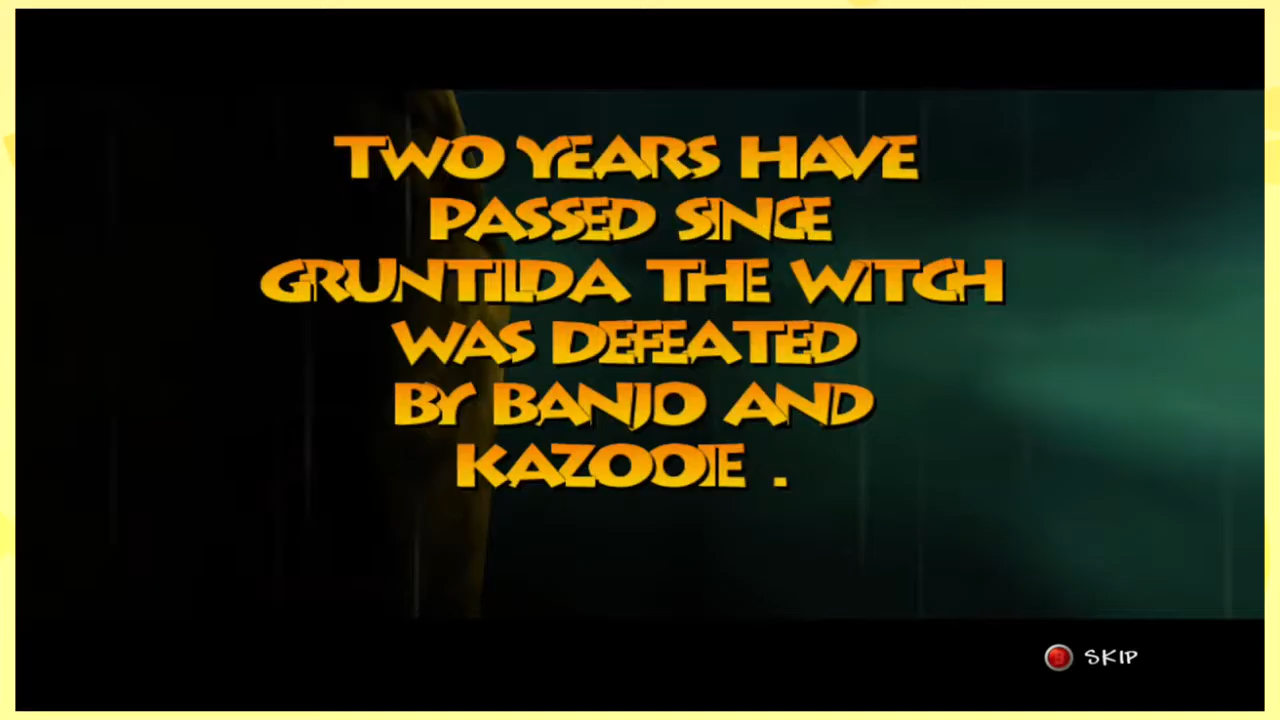 TWO YEARS HAVE
PASSED SINCE
GRUNTILDA THE WITCH
WAS DEFEATED
BY BANJO AND
KAZOOIE .
B SKIP